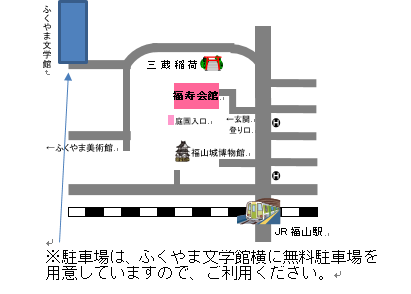 ふくやま文学館
三蔵稲荷
福寿会館
庭園入口
←玄関
登り口
←ふくやま美術館
福山城博物館
H
H
JR福山駅
※駐車場は、ふくやま文学館横に無料駐車場を
用意していますので、ご利用ください。